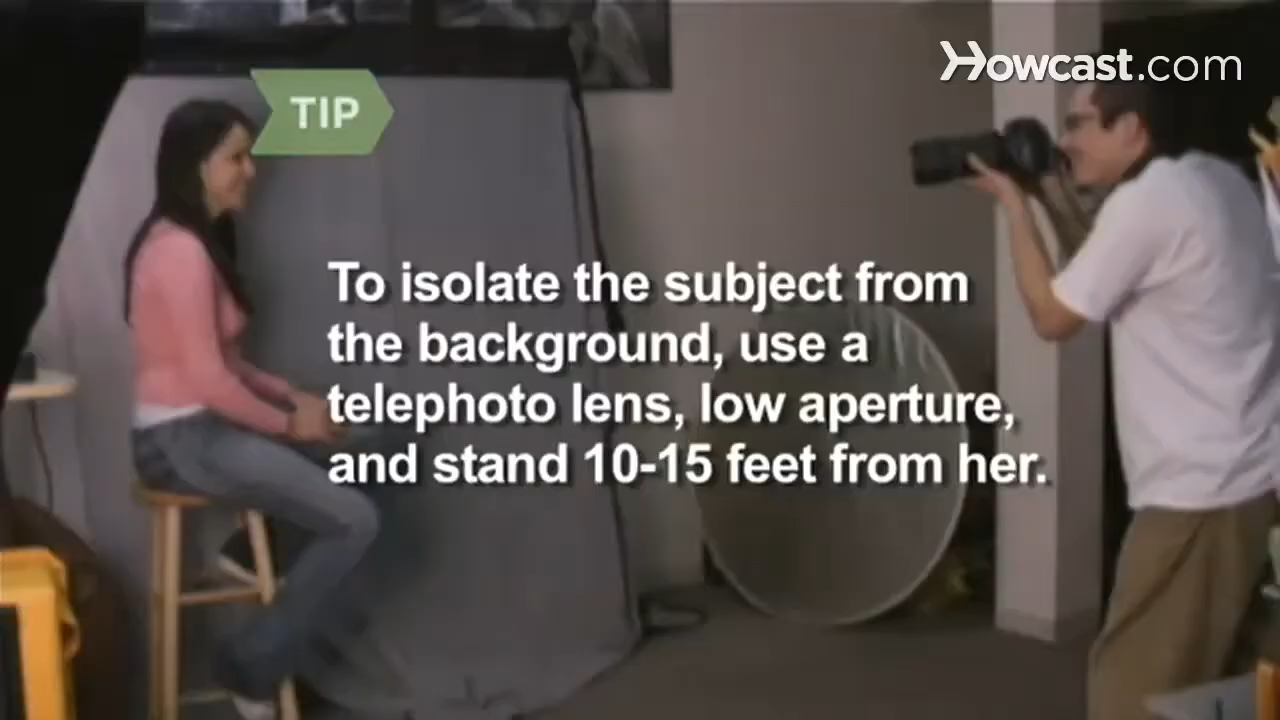 Howcast.com
TIP
To isolate the subject from
the background, use a
telephoto lens, low aperture,
and stand 10-15 feet from her.